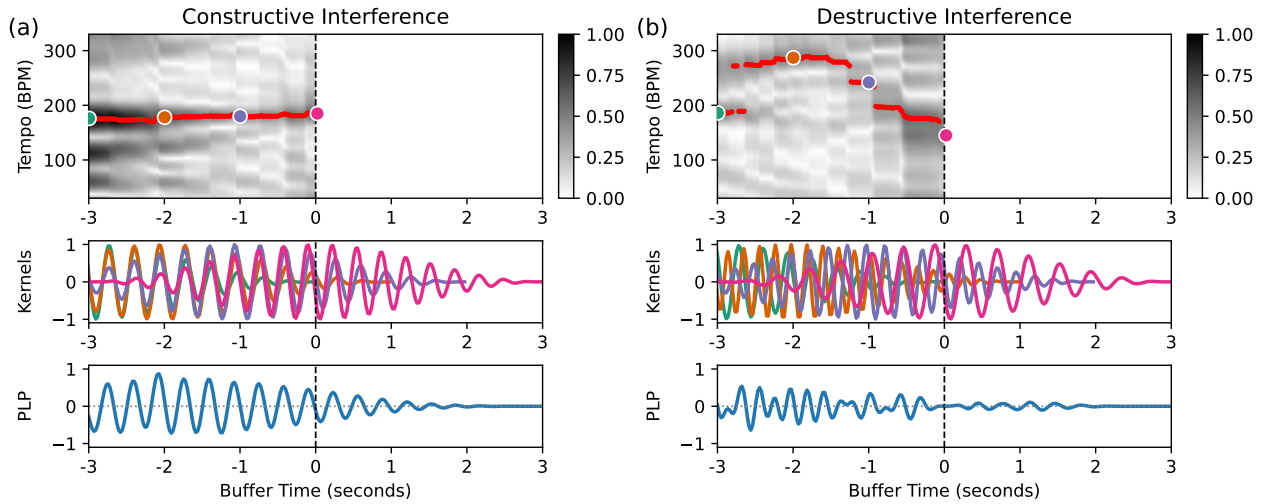 (a)
Constructive Interference
Tempo (BPM)
300
200
100
-3 -2 -1 0 1 2 3
1.00
0.75
0.50
0.25
0.00
Kernels
1
0
−1
-3 -2 -1 0 1 2 3
PLP
1
0
−1
-3 -2 -1 0 1 2 3
Buffer Time (seconds)
(b)
Destructive Interference
Tempo (BPM)
300
200
100
-3 -2 -1 0 1 2 3
1.00
0.75
0.50
0.25
0.00
Kernels
1
0
−1
-3 -2 -1 0 1 2 3
PLP
1
0
−1
-3 -2 -1 0 1 2 3
Buffer Time (seconds)